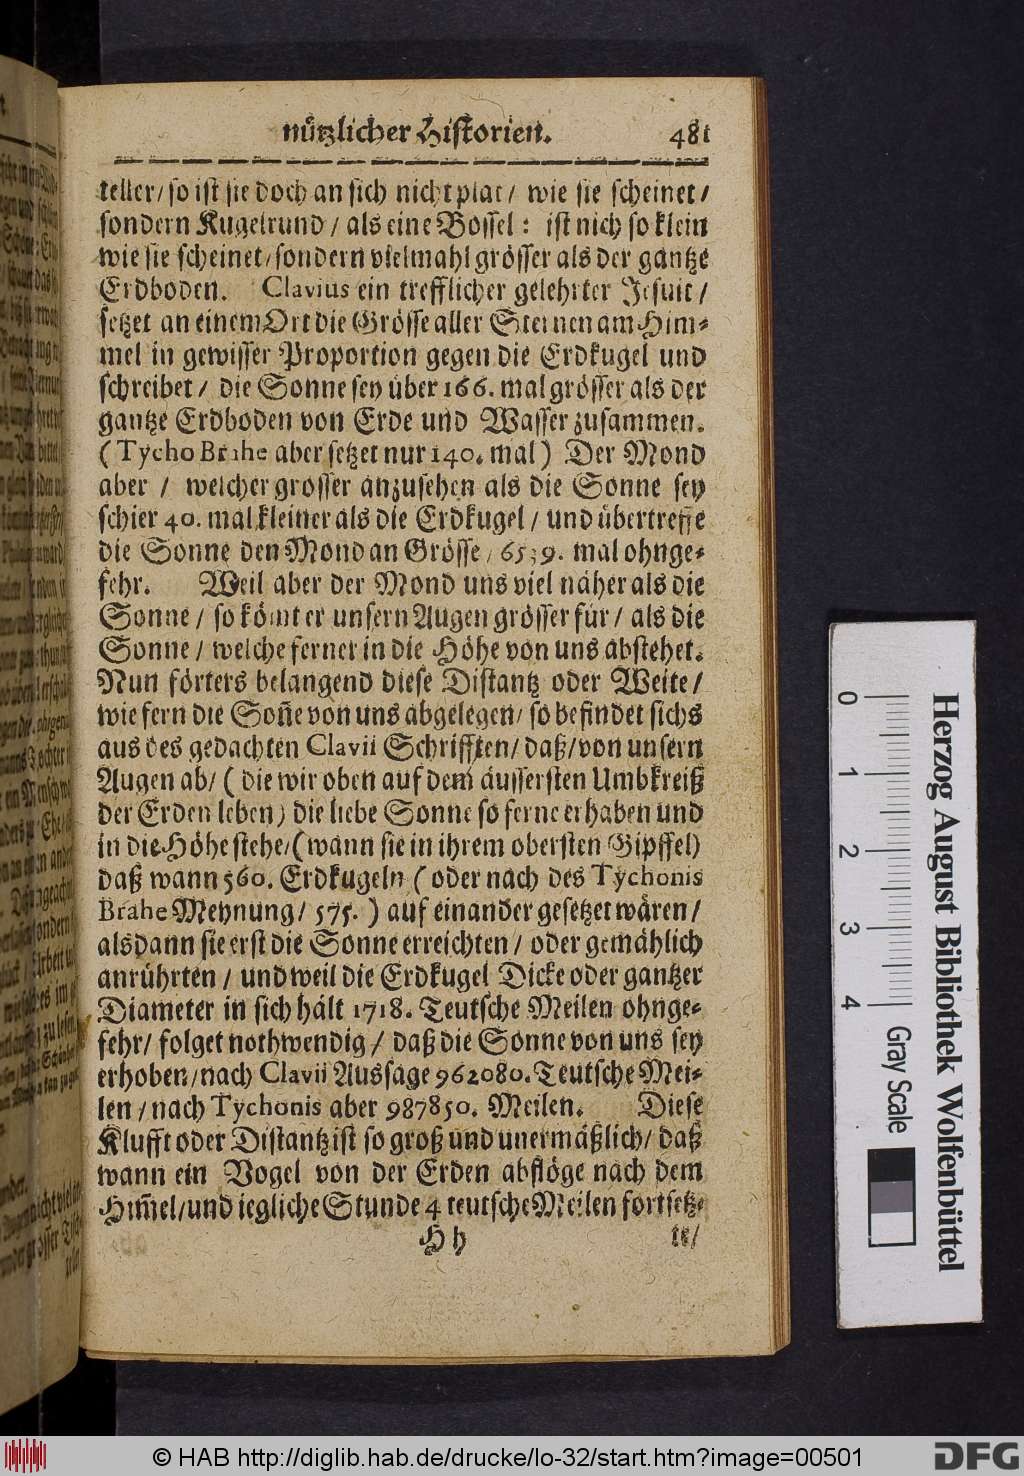 nützlicher Historien. 481
teller/ so ist sie doch an sich nicht plat/ wie sie scheinet/
sondern Kugelrund/ als eine Bossel: ist nich so klein
wie sie scheinet/ sondern vielmahl grösser als der gantze
Erdboden. Clavius ein trefflicher gelehrter Jesuit/
setzet an einem Ort die Grösse aller Sternen am Him-
mel in gewisser Proportion gegen die Erdkugel und
schreibet/ die Sonne sey über 166. mal grösser als der
gantze Erdboden von Erde und Wasser zusammen.
(Tycho Brahe aber setzet nur 140. mal) Der Mond
aber/ welcher grosser anzusehen als die Sonne sey
schier 40. mal kleiner als die Erdkugel/ und übertreffe
die Sonne den Mond an Grösse/ 6539. mal ohnge-
fehr. Weil aber der Mond uns viel näher als die
Sonne/ so kömt er unsern Augen grösser für/ als die
Sonne/ welche ferner in die Höhe von uns abstehet.
Nun förters belangend diese Distantz oder Weite/
wie fern die Soñe von uns abgelegen/ so befindet sichs
aus des gedachten Clavii Schrifften/ daß/ von unsern
Augen ab/ (die wir oben auf dem äussersten Umbkreiß
der Erden leben) die liebe Sonne so ferne erhaben und
in die Höhe stehe/ (wann sie in ihrem obersten Gipffel)
daß wann 560. Erdkugeln (oder nach des Tychonis
Brahe Meynung/ 575.) auf einander gesetzet wären/
alsdann sie erst die Sonne erreichten/ oder gemählich
anrührten/ und weil die Erdkugel Dicke oder gantzer
Diameter in sich hält 1718. Teutsche Meilen ohnge-
fehr/ folget nothwendig/ daß die Sonne von uns sey
erhoben/ nach Clavii Aussage 962080. Teutsche Mei-
len/ nach Tychonis aber 987850. Meilen. Diese
Klufft oder Distantz ist so groß und unermäßlich/ daß
wann ein Vogel von der Erden abflöge nach dem
Him̃el/ und iegliche Stunde 4 teutsche Meilen fortsetz-
Hh te/
0 1 2 3 4
Gray Scale
Herzog August Bibliothek Wolfenbüttel
© HAB http://diglib.hab.de/drucke/lo-32/start.htm?image=00501
DFG